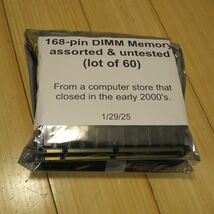 168-pin DIMM Memory
assorted & untested
(lot of 60)
From a computer store that
closed in the early 2000's.
1/29/25